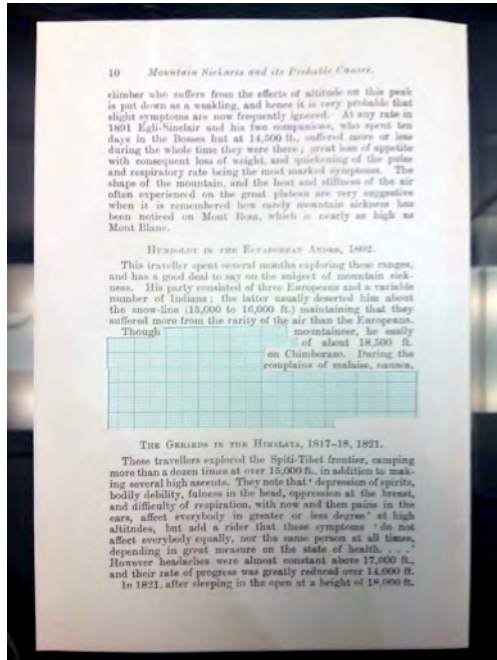 10 Mountain Sickness and its Probable Causes.
climber who suffers from the effects of altitude on this peak
is put down as a weakling, and hence it is very probable that
slight symptoms are now frequently ignored. At any rate in
1891 Egli-Sinclair and his two companions, who spent ten
days in the Bosses hut at 14,500 ft., suffered more or less
during the whole time they were there; great loss of appetite
with consequent loss of weight, and quickening of the pulse
and respiratory rate being the most marked symptoms. The
shape of the mountain, and the heat and stillness of the air
often experienced on the great plateau are very suggestive
when it is remembered how rarely mountain sickness has
been noticed on Mont Rosa, which is nearly as high as
Mont Blanc.
HUMBOLDT IN THE ECUADOREAN ANDES, 1802.
This traveller spent several months exploring these ranges,
and has a good deal to say on the subject of mountain sick-
ness. His party consisted of three Europeans and a variable
number of Indians; the latter usually deserted him about
the snow-line (15,000 to 16,000 ft.) maintaining that they
suffered more from the rarity of the air than the Europeans.
Though mountaineer, he easily
of about 18,500 ft.
on Chimborazo. During the
complains of malaise, nausea,
THE GERARDS IN THE HIMALAYA, 1817-18, 1821.
These travellers explored the Spiti-Tibet frontier, camping
more than a dozen times at over 15,000 ft., in addition to mak-
ing several high ascents. They note that ' depression of spirits,
bodily debility, fulness in the head, oppression at the breast,
and difficulty of respiration, with now and then pains in the
ears, affect everybody in greater or less degree ' at high
altitudes, but add a rider that these symptoms ' do not
affect everybody equally, nor the same person at all times,
depending in great measure on the state of health. . . . '
However headaches were almost constant above 17,000 ft.,
and their rate of progress was greatly reduced over 14,000 ft.
In 1821, after sleeping in the open at a height of 18,000 ft.